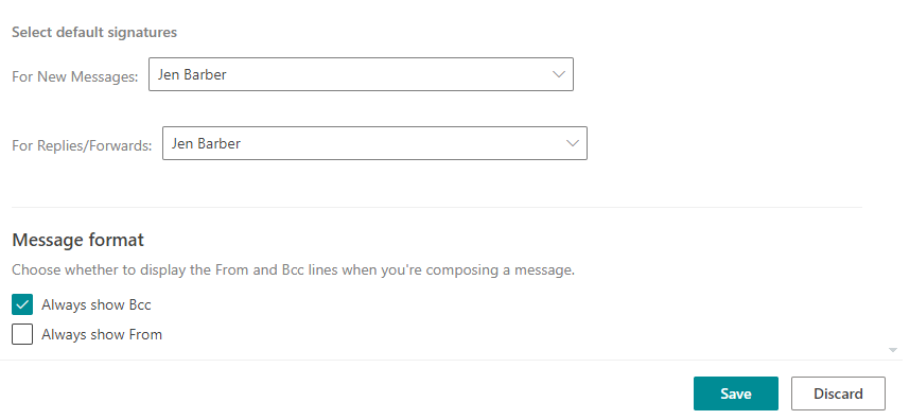 Select default signatures
For New Messages: Jen Barber
For Replies/Forwards: Jen Barber
Message format
Choose whether to display the From and Bcc lines when you're composing a message.
Always show Bcc
Always show From
Save Discard